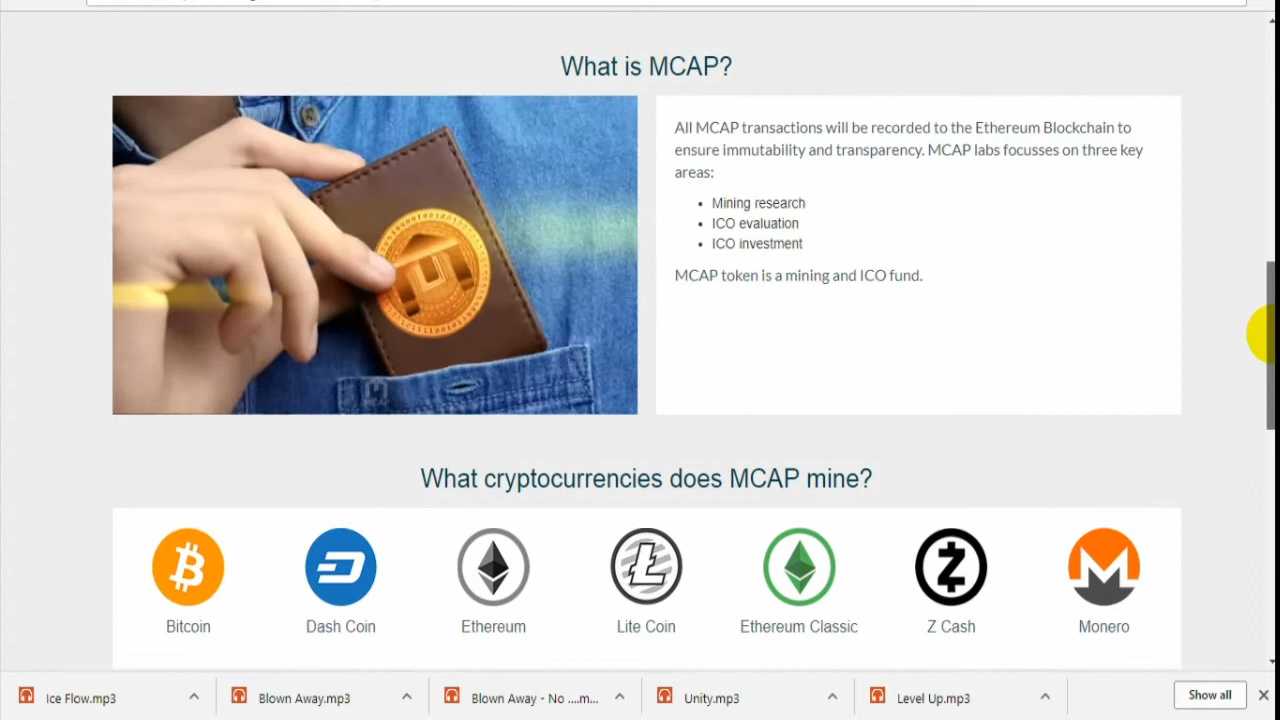 What is MCAP?
All MCAP transactions will be recorded to the Ethereum Blockchain to
ensure immutability and transparency. MCAP labs focusses on three key
areas:
• Mining research
• ICO evaluation
• ICO investment
MCAP token is a mining and ICO fund.
What cryptocurrencies does MCAP mine?
Bitcoin Dash Coin Ethereum Lite Coin Ethereum Classic Z Cash Monero
Ice Flow.mp3 Blown Away.mp3 Blown Away - No ....m... Unity.mp3 Level Up.mp3 Show all